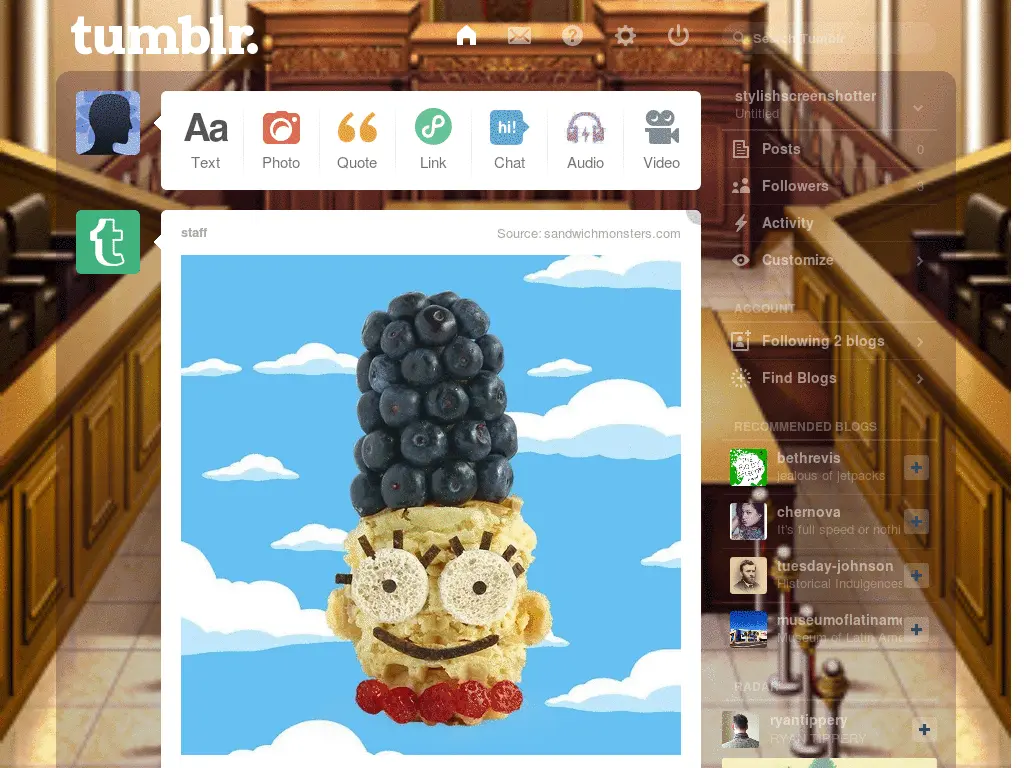 tumblr.
Search Tumblr
stylishscreenshotter
Untitled
Aa
hi!
Text
Photo
Quote
Link
Chat
Audio
Video
Posts
0
Followers
staff
Source: sandwichmonsters.com
Activity
Customize
ACCOUNT
Following 2 blogs
Find Blogs
RECOMMENDED BLOGS
bethrevis
jealous of jetpacks
chernova
It's full speed or nothi
tuesday-johnson
Historical Indulgences
museumoflatiname
Museum of Latin Ame
RADAR
ryantippery
RYAN TIPPERY